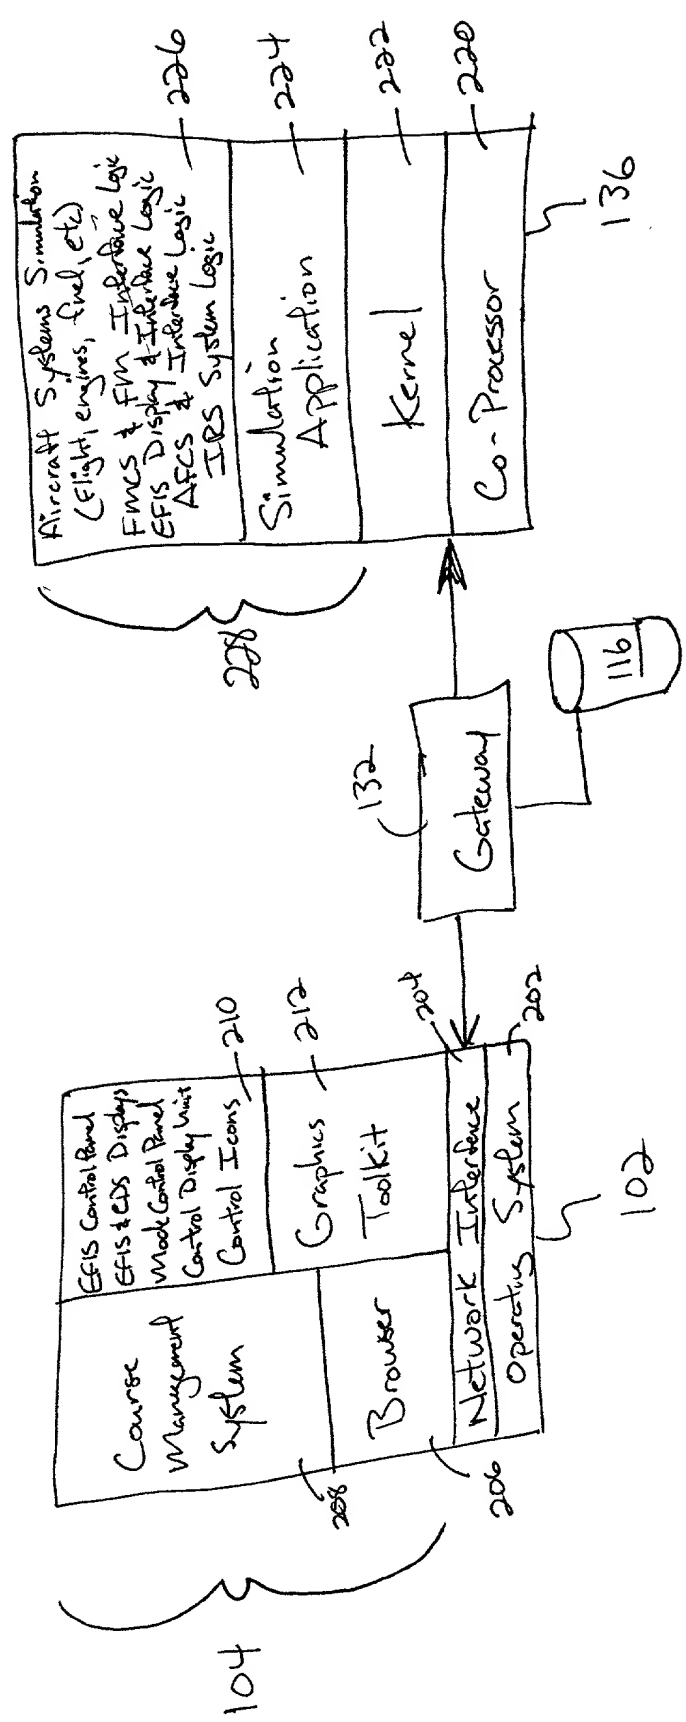 104
Course
Management
System
208
Browser
206
EFIS Control Panel
EFIS & CDS Displays
Mode Control Panel
Control Display Unit
Control Icons
210
Graphics
Toolkit
212
Network Interface
204
Operating System
202
102
132
Gateway
116
228
Aircraft Systems Simulation
(flight, engines, fuel, etc)
FMCS & FM Interface Logic
EFIS Display & Interface Logic
AFCS & Interface Logic
IRS System Logic
226
Simulation
Application
224
Kernel
222
Co-Processor
220
136